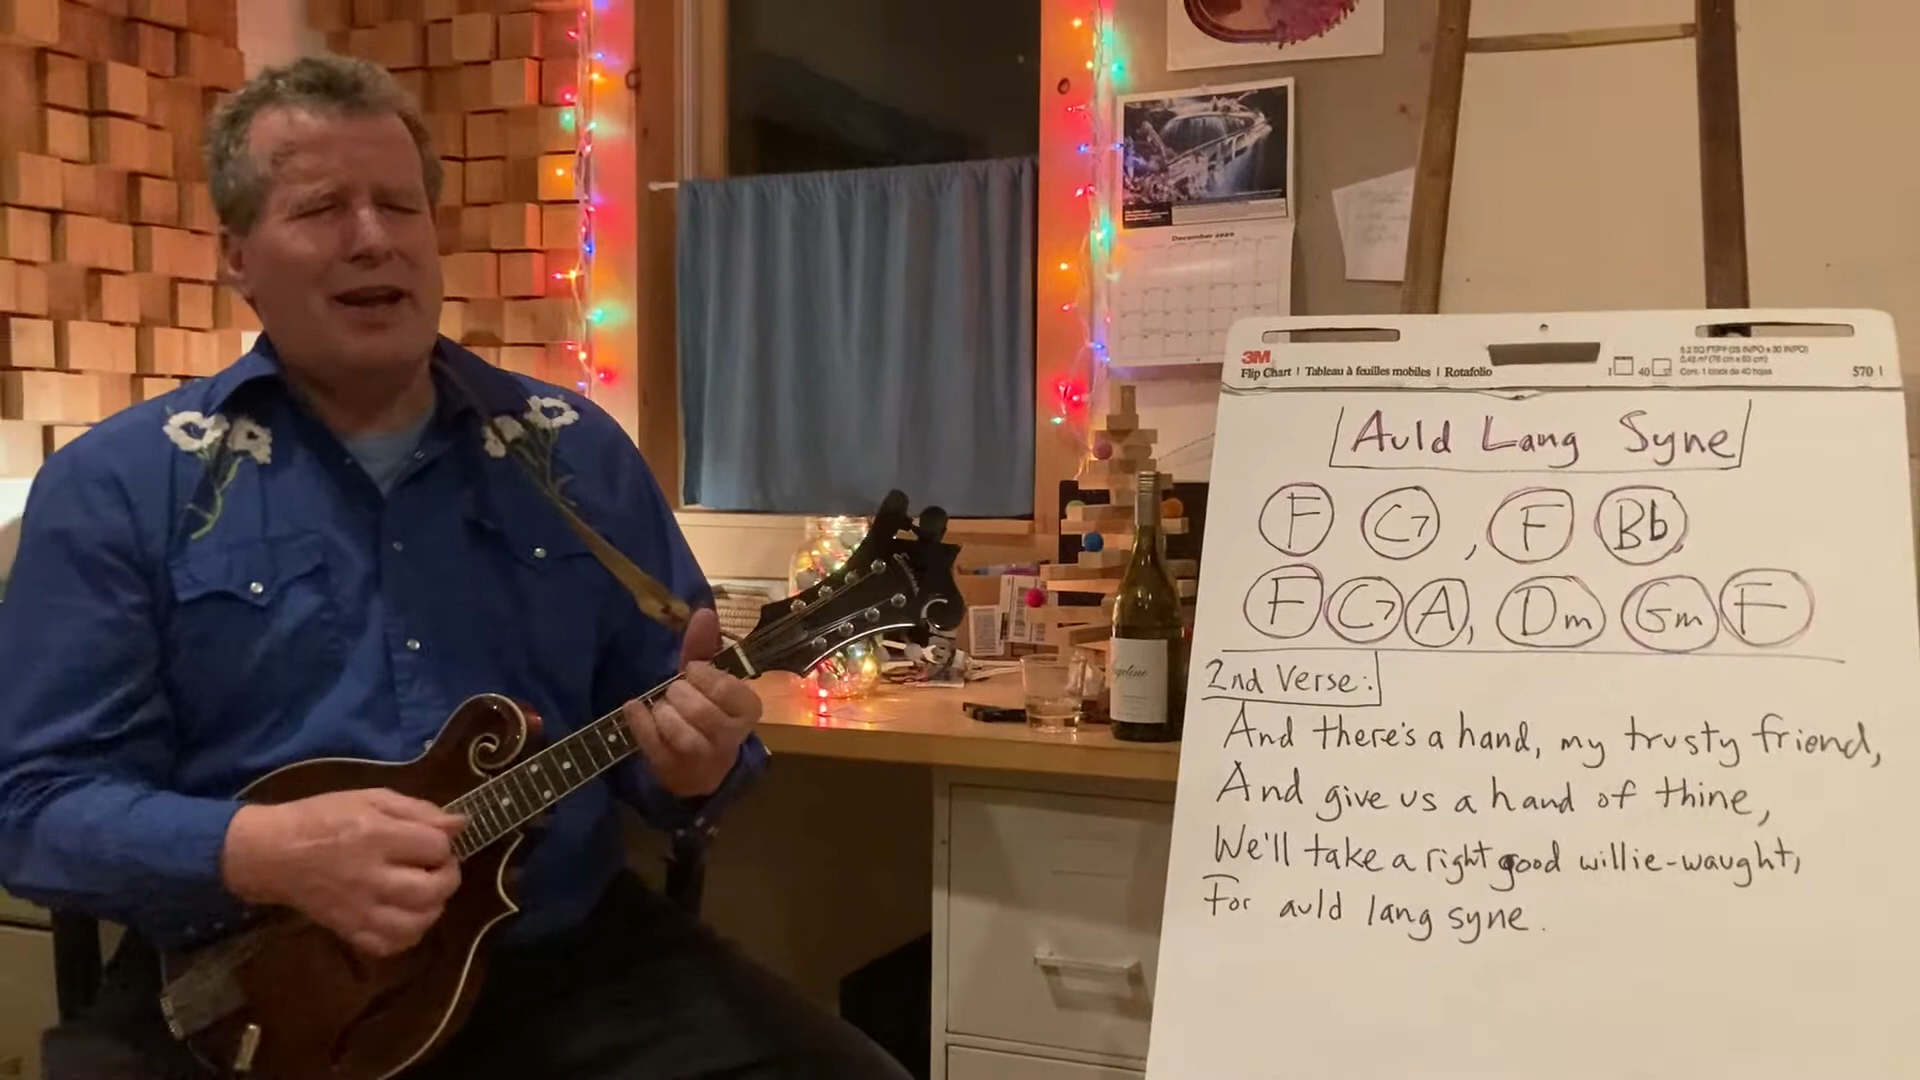 December 2020
3M
Flip Chart | Tableau à feuilles mobiles | Rotafolio
570
Auld Lang Syne
F C7, F Bb,
F C7 A, Dm Gm F
2nd Verse:
And there's a hand, my trusty friend,
And give us a hand of thine,
We'll take a right good willie-waught,
For auld lang syne.